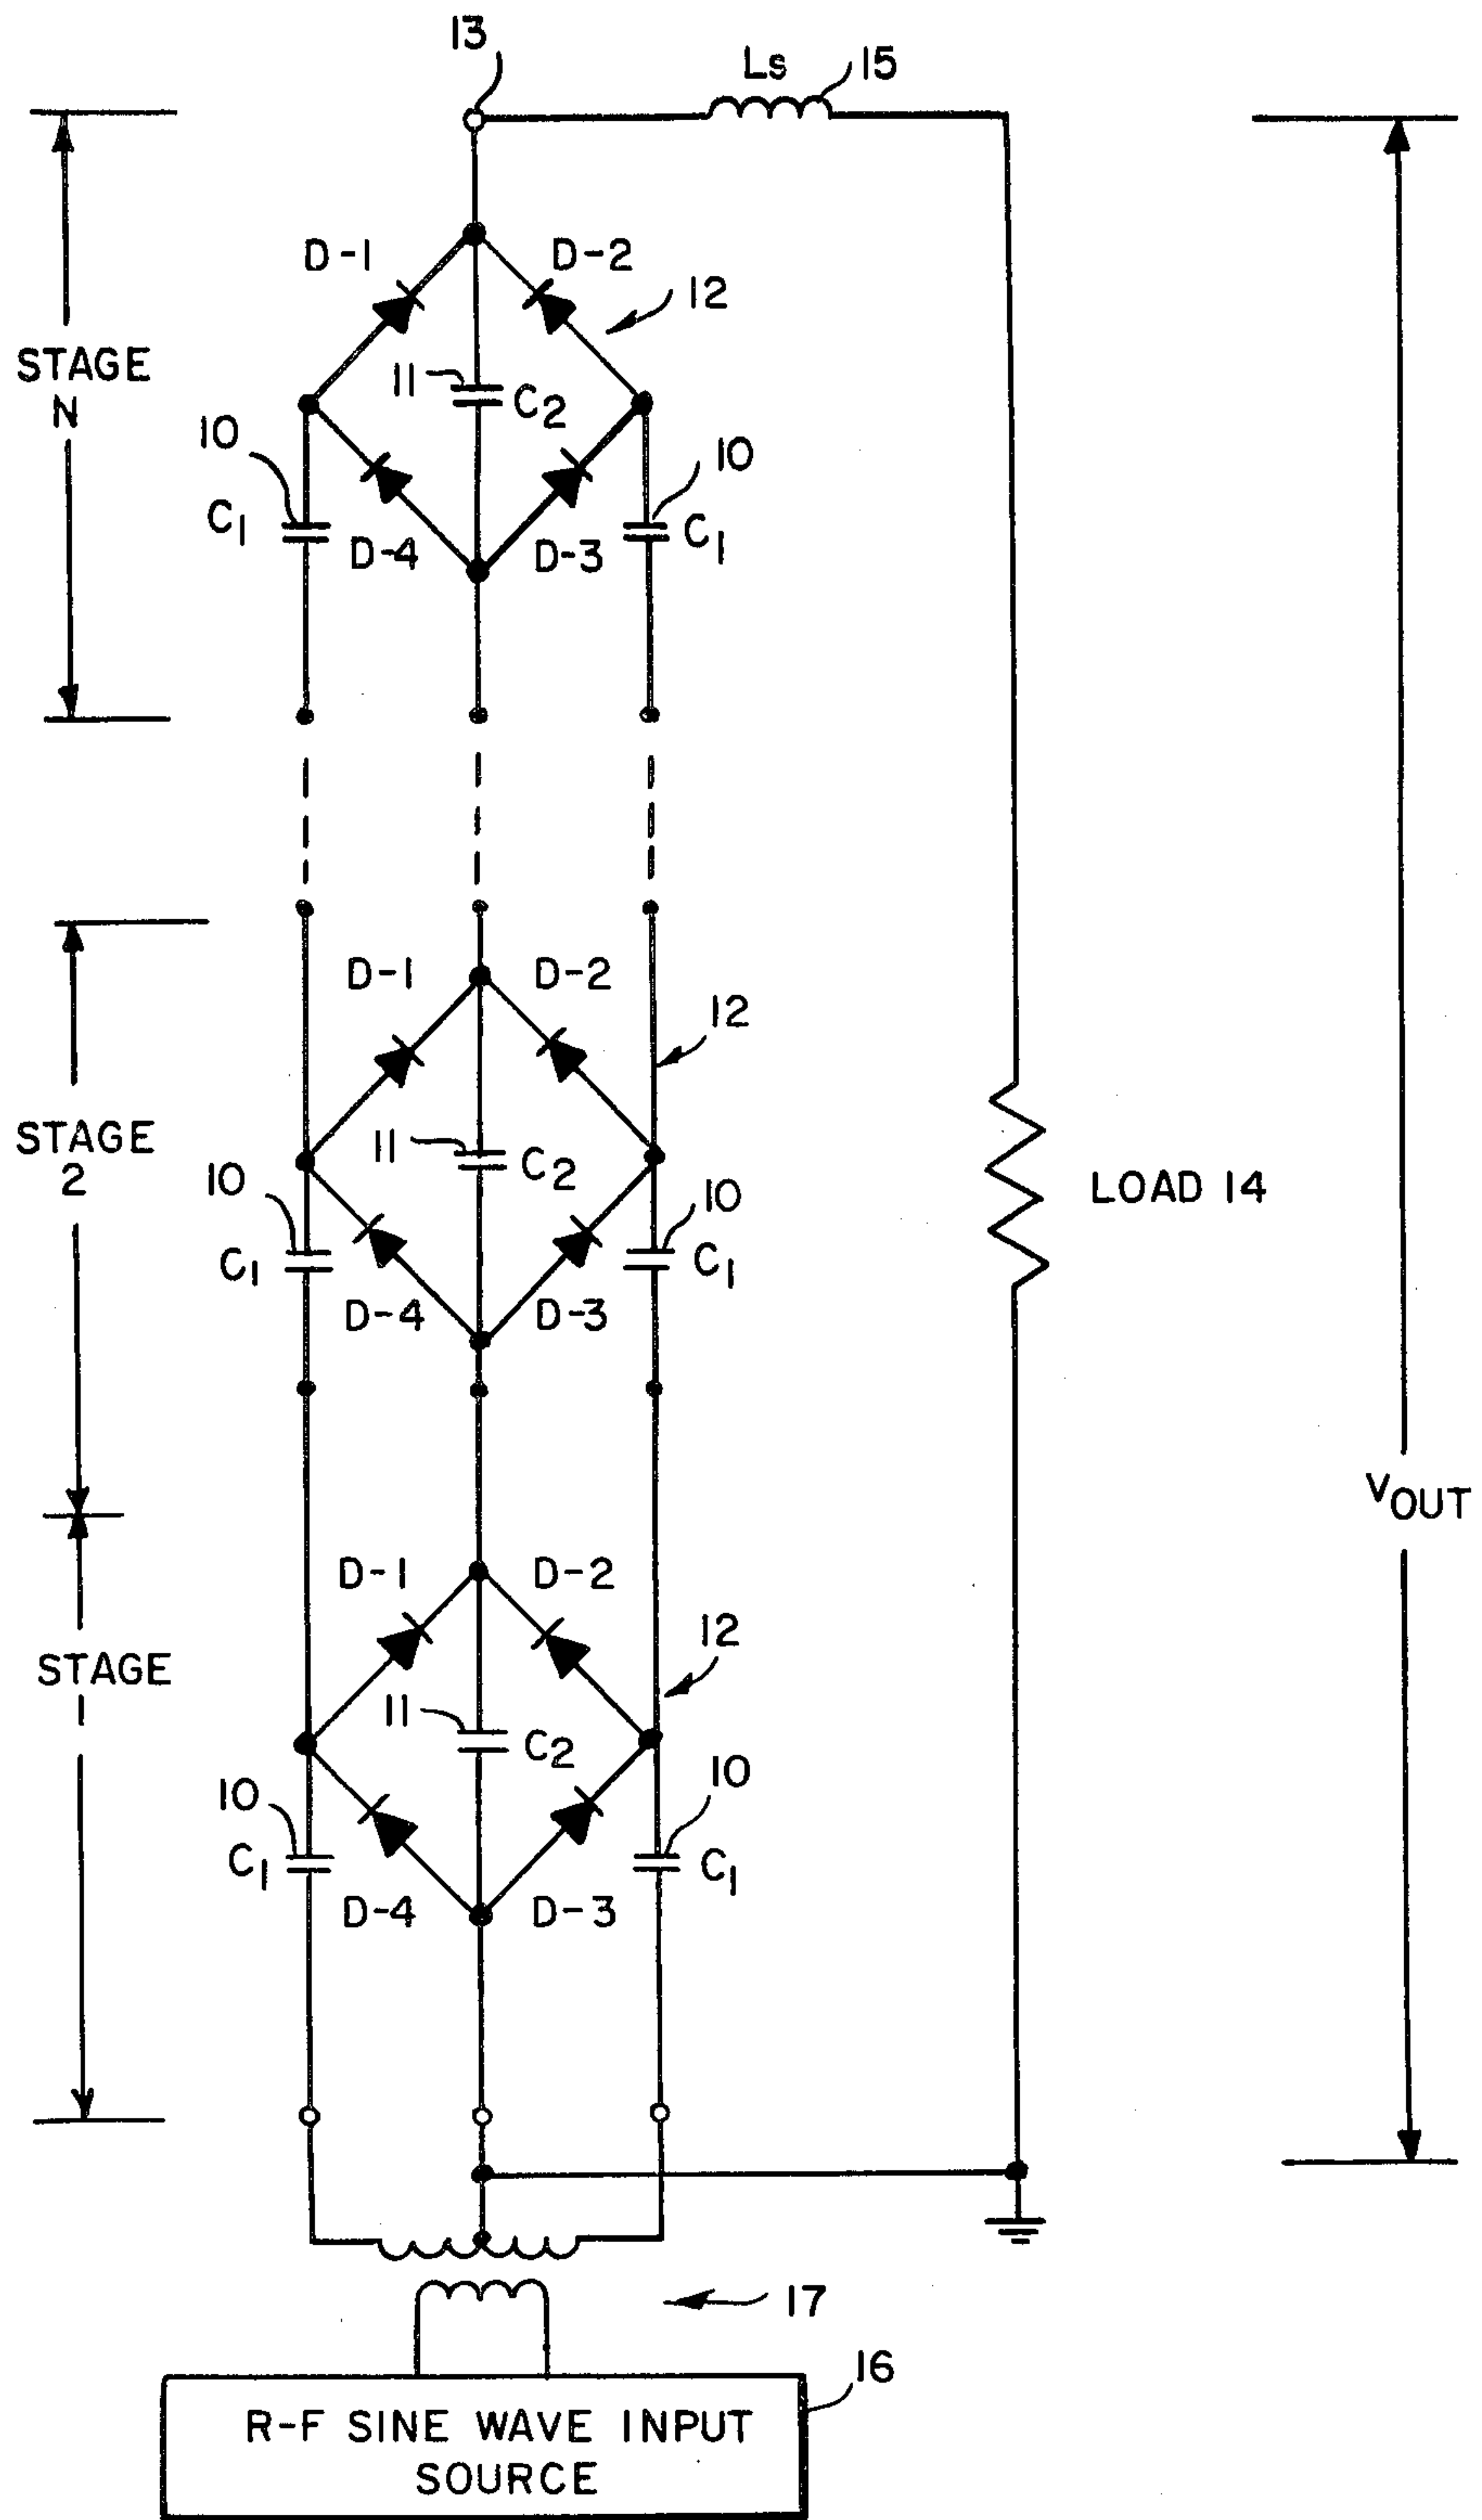 13
Ls
15
D-1
D-2
12
STAGE
N
11
C2
10
10
C1
C1
D-4
D-3
D-1
D-2
12
STAGE
2
11
C2
10
10
C1
C1
D-4
D-3
LOAD 14
VOUT
D-1
D-2
12
STAGE
1
11
C2
10
10
C1
C1
D-4
D-3
17
16
R-F SINE WAVE INPUT
SOURCE